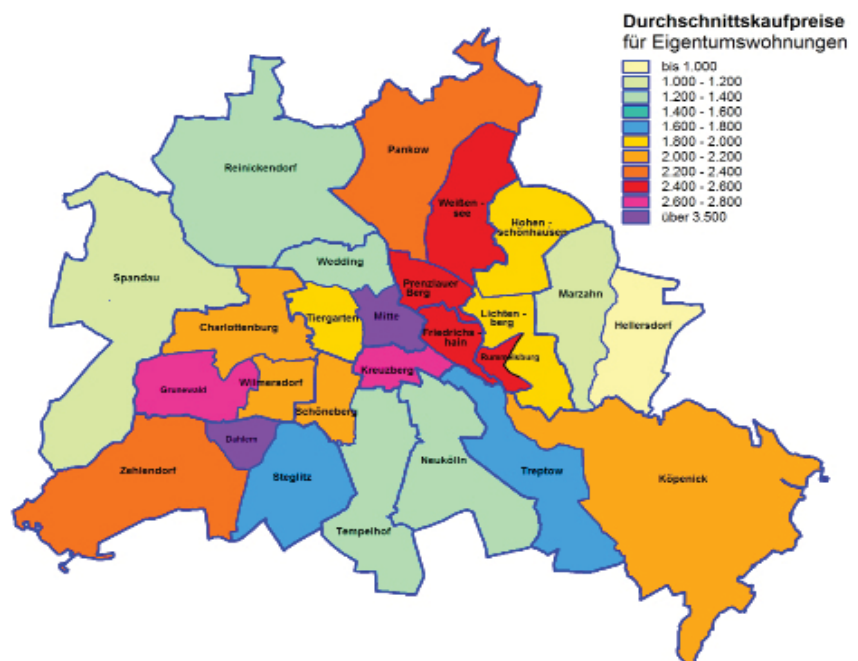 Durchschnittskaufpreise
für Eigentumswohnungen
bis 1.000
1.000 - 1.200
1.200 - 1.400
1.400 - 1.600
1.600 - 1.800
1.800 - 2.000
2.000 - 2.200
2.200 - 2.400
2.400 - 2.600
2.600 - 2.800
über 3.500
Pankow
Reinickendorf
Weißen -
see
Hohen -
schönhausen
Wedding
Spandau
Prenzlauer
Berg
Marzahn
Mitte
Tiergarten
Lichten -
berg
Charlottenburg
Hellersdorf
Friedrichs -
hain
Rummelsburg
Kreuzberg
Wilmersdorf
Grunewald
Schöneberg
Dahlem
Zehlendorf
Steglitz
Neukölln
Treptow
Köpenick
Tempelhof